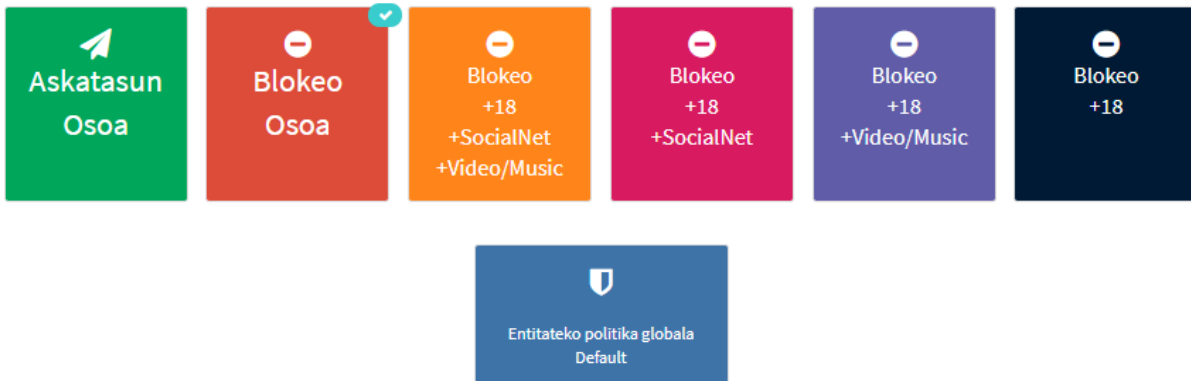 Askatasun
Osoa
Blokeo
Osoa
Blokeo
+18
+SocialNet
+Video/Music
Blokeo
+18
+SocialNet
Blokeo
+18
+Video/Music
Blokeo
+18
Entitateko politika globala
Default